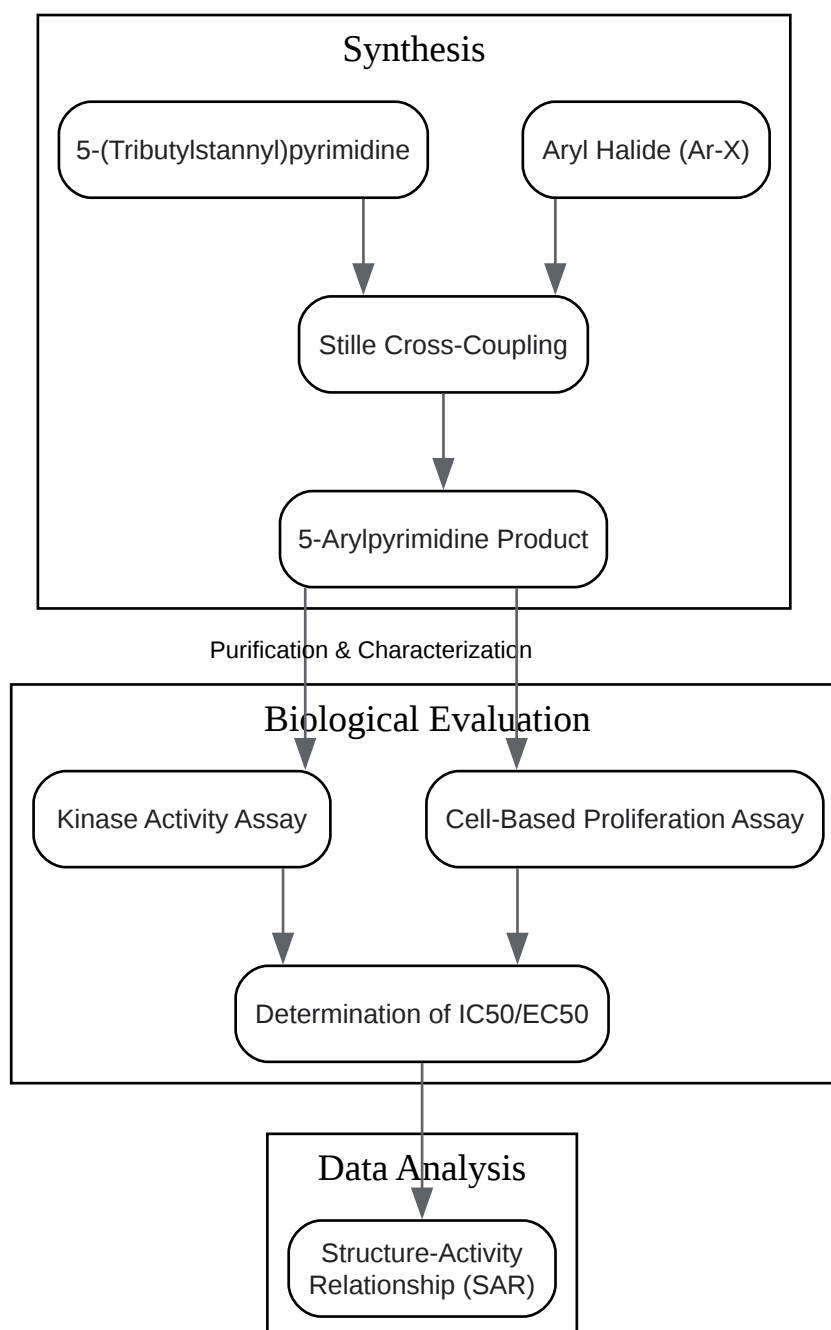 Synthesis
5-(Tributylstannyl)pyrimidine
Aryl Halide (Ar-X)
Stille Cross-Coupling
5-Arylpyrimidine Product
Purification & Characterization
Biological Evaluation
Kinase Activity Assay
Cell-Based Proliferation Assay
Determination of IC50/EC50
Data Analysis
Structure-Activity
Relationship (SAR)